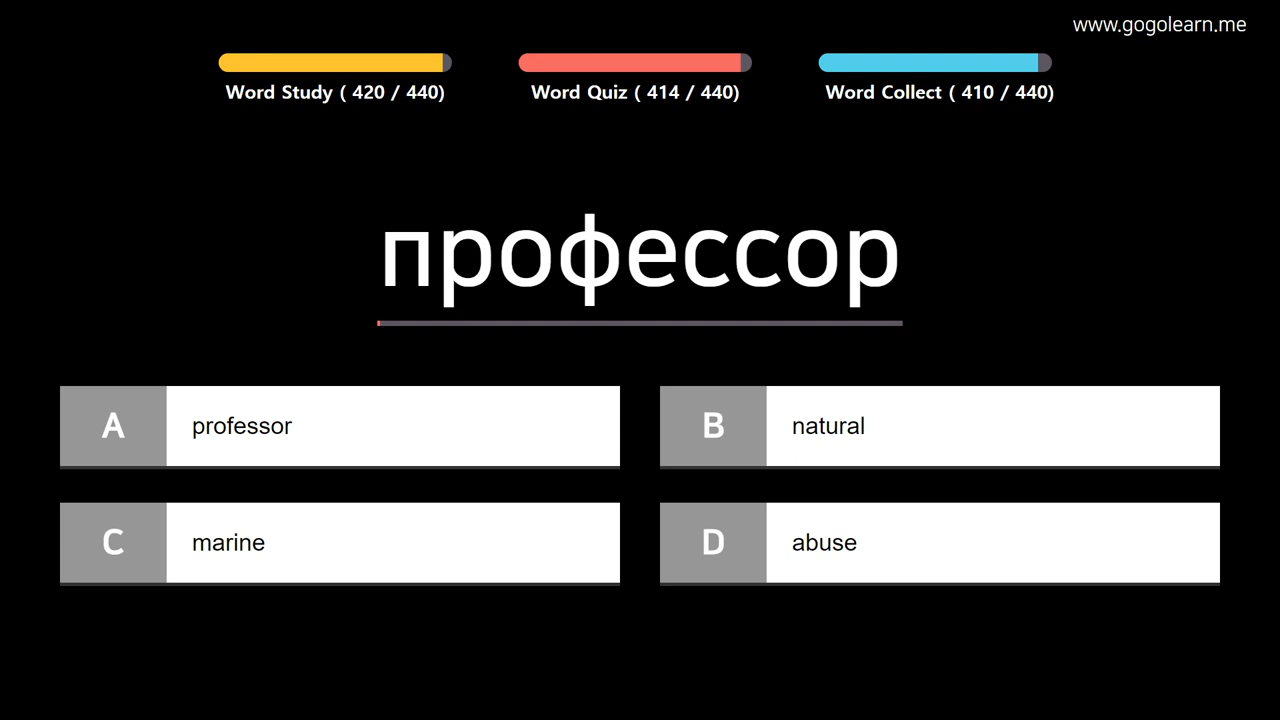 www.gogolearn.me
Word Study ( 420 / 440)
Word Quiz ( 414 / 440)
Word Collect ( 410 / 440)
профессор
A professor
B natural
C marine
D abuse